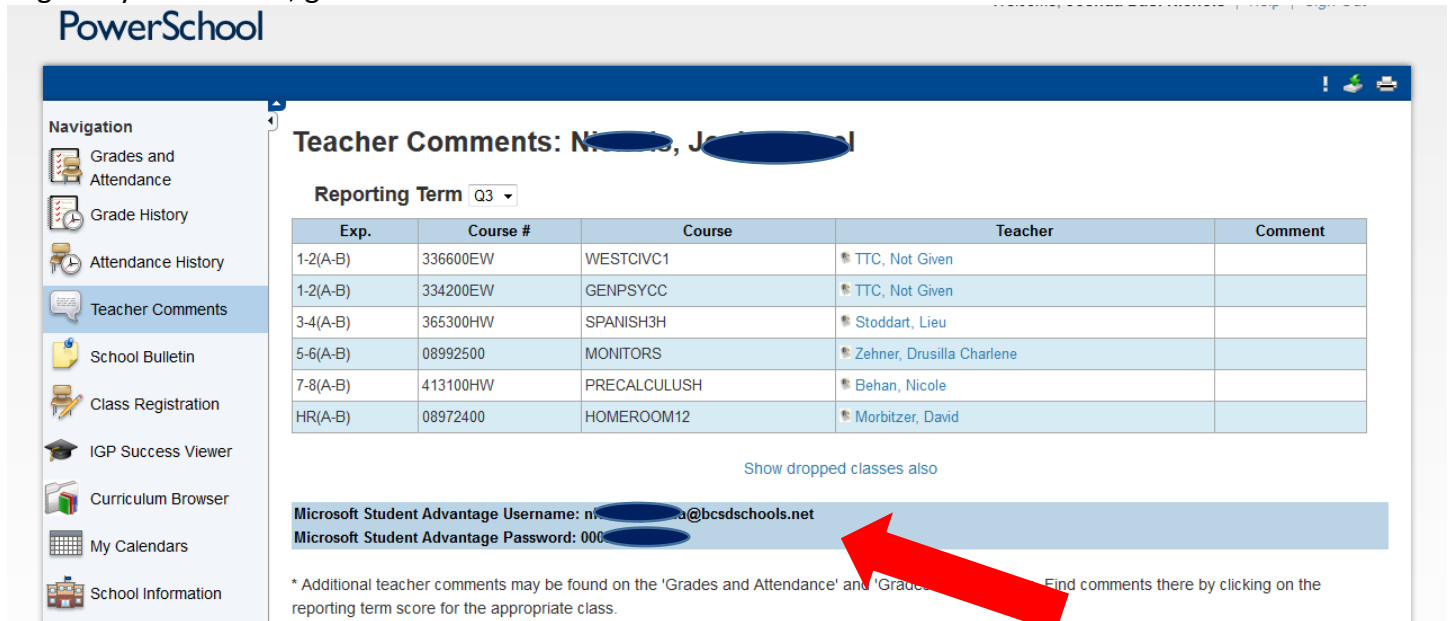 PowerSchool
!
Navigation
Teacher Comments:
Grades and
Attendance
Reporting Term Q3
Grade History
Exp. Course # Course Teacher Comment
1-2(A-B) 336600EW WESTCIVC1 TTC, Not Given
Attendance History
1-2(A-B) 334200EW GENPSYCC TTC, Not Given
Teacher Comments
3-4(A-B) 365300HW SPANISH3H Stoddart, Lieu
School Bulletin
5-6(A-B) 08992500 MONITORS Zehner, Drusilla Charlene
7-8(A-B) 413100HW PRECALCULUSH Behan, Nicole
Class Registration
HR(A-B) 08972400 HOMEROOM12 Morbitzer, David
IGP Success Viewer
Show dropped classes also
Curriculum Browser
Microsoft Student Advantage Username: @bcsdschools.net
Microsoft Student Advantage Password: 000
My Calendars
* Additional teacher comments may be found on the 'Grades and Attendance' and 'Grades Find comments there by clicking on the
reporting term score for the appropriate class.
School Information